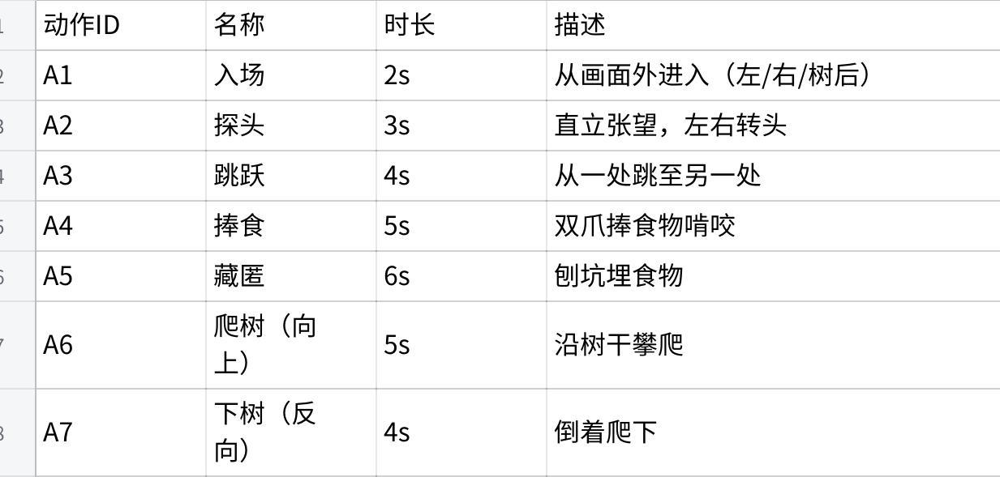 动作ID 名称 时长 描述
A1 入场 2s 从画面外进入（左/右/树后）
A2 探头 3s 直立张望，左右转头
A3 跳跃 4s 从一处跳至另一处
A4 捧食 5s 双爪捧食物啃咬
A5 藏匿 6s 刨坑埋食物
A6 爬树（向
上） 5s 沿树干攀爬
A7 下树（反
向） 4s 倒着爬下